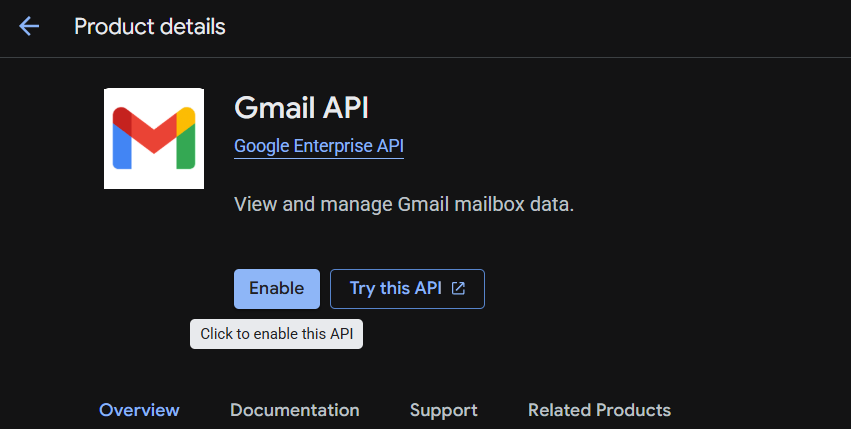 Product details
Gmail API
Google Enterprise API
View and manage Gmail mailbox data.
Enable Try this API
Click to enable this API
Overview Documentation Support Related Products